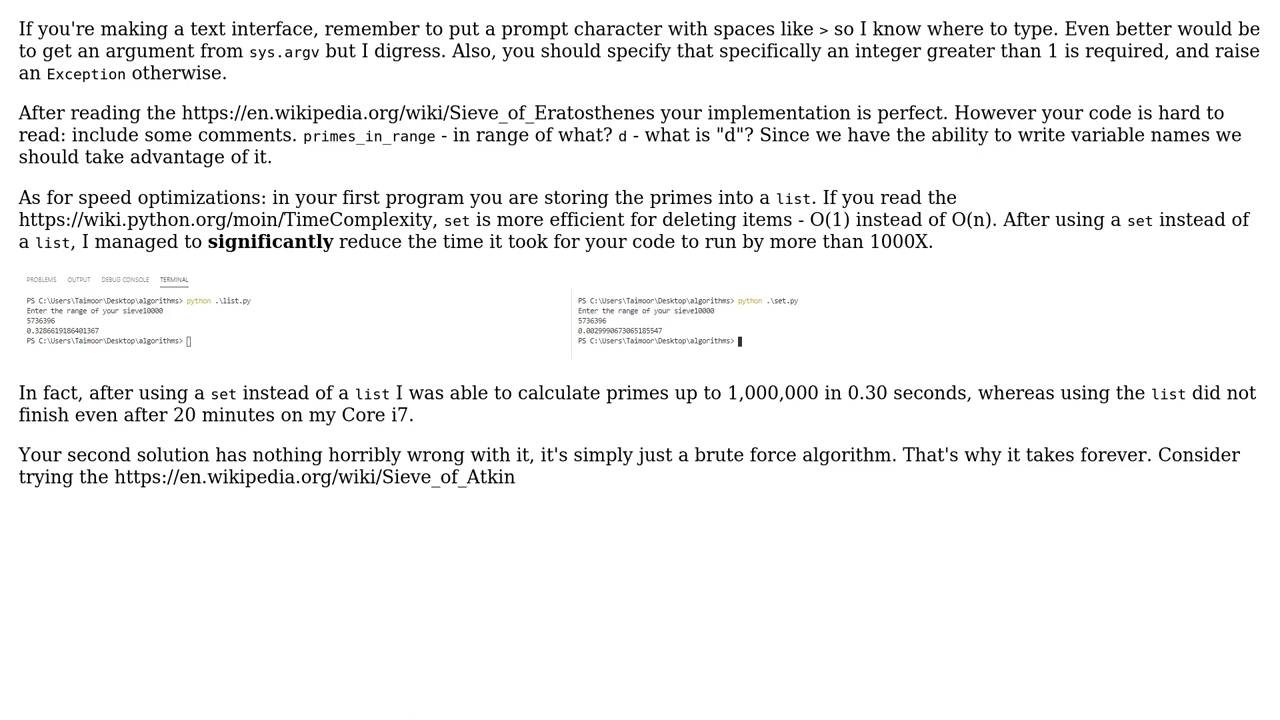 If you're making a text interface, remember to put a prompt character with spaces like > so I know where to type. Even better would be
to get an argument from sys.argv but I digress. Also, you should specify that specifically an integer greater than 1 is required, and raise
an Exception otherwise.
After reading the https://en.wikipedia.org/wiki/Sieve_of_Eratosthenes your implementation is perfect. However your code is hard to
read: include some comments. primes_in_range - in range of what? d - what is "d"? Since we have the ability to write variable names we
should take advantage of it.
As for speed optimizations: in your first program you are storing the primes into a list. If you read the
https://wiki.python.org/moin/TimeComplexity, set is more efficient for deleting items - O(1) instead of O(n). After using a set instead of
a list, I managed to significantly reduce the time it took for your code to run by more than 1000X.
PROBLEMS OUTPUT DEBUG CONSOLE TERMINAL
PS C:\Users\Taimoor\Desktop\algorithms> python .\list.py
Enter the range of your sieve10000
5736396
0.3286619186401367
PS C:\Users\Taimoor\Desktop\algorithms>
PS C:\Users\Taimoor\Desktop\algorithms> python .\set.py
Enter the range of your sieve10000
5736396
0.0029990673065185547
PS C:\Users\Taimoor\Desktop\algorithms>
In fact, after using a set instead of a list I was able to calculate primes up to 1,000,000 in 0.30 seconds, whereas using the list did not
finish even after 20 minutes on my Core i7.
Your second solution has nothing horribly wrong with it, it's simply just a brute force algorithm. That's why it takes forever. Consider
trying the https://en.wikipedia.org/wiki/Sieve_of_Atkin